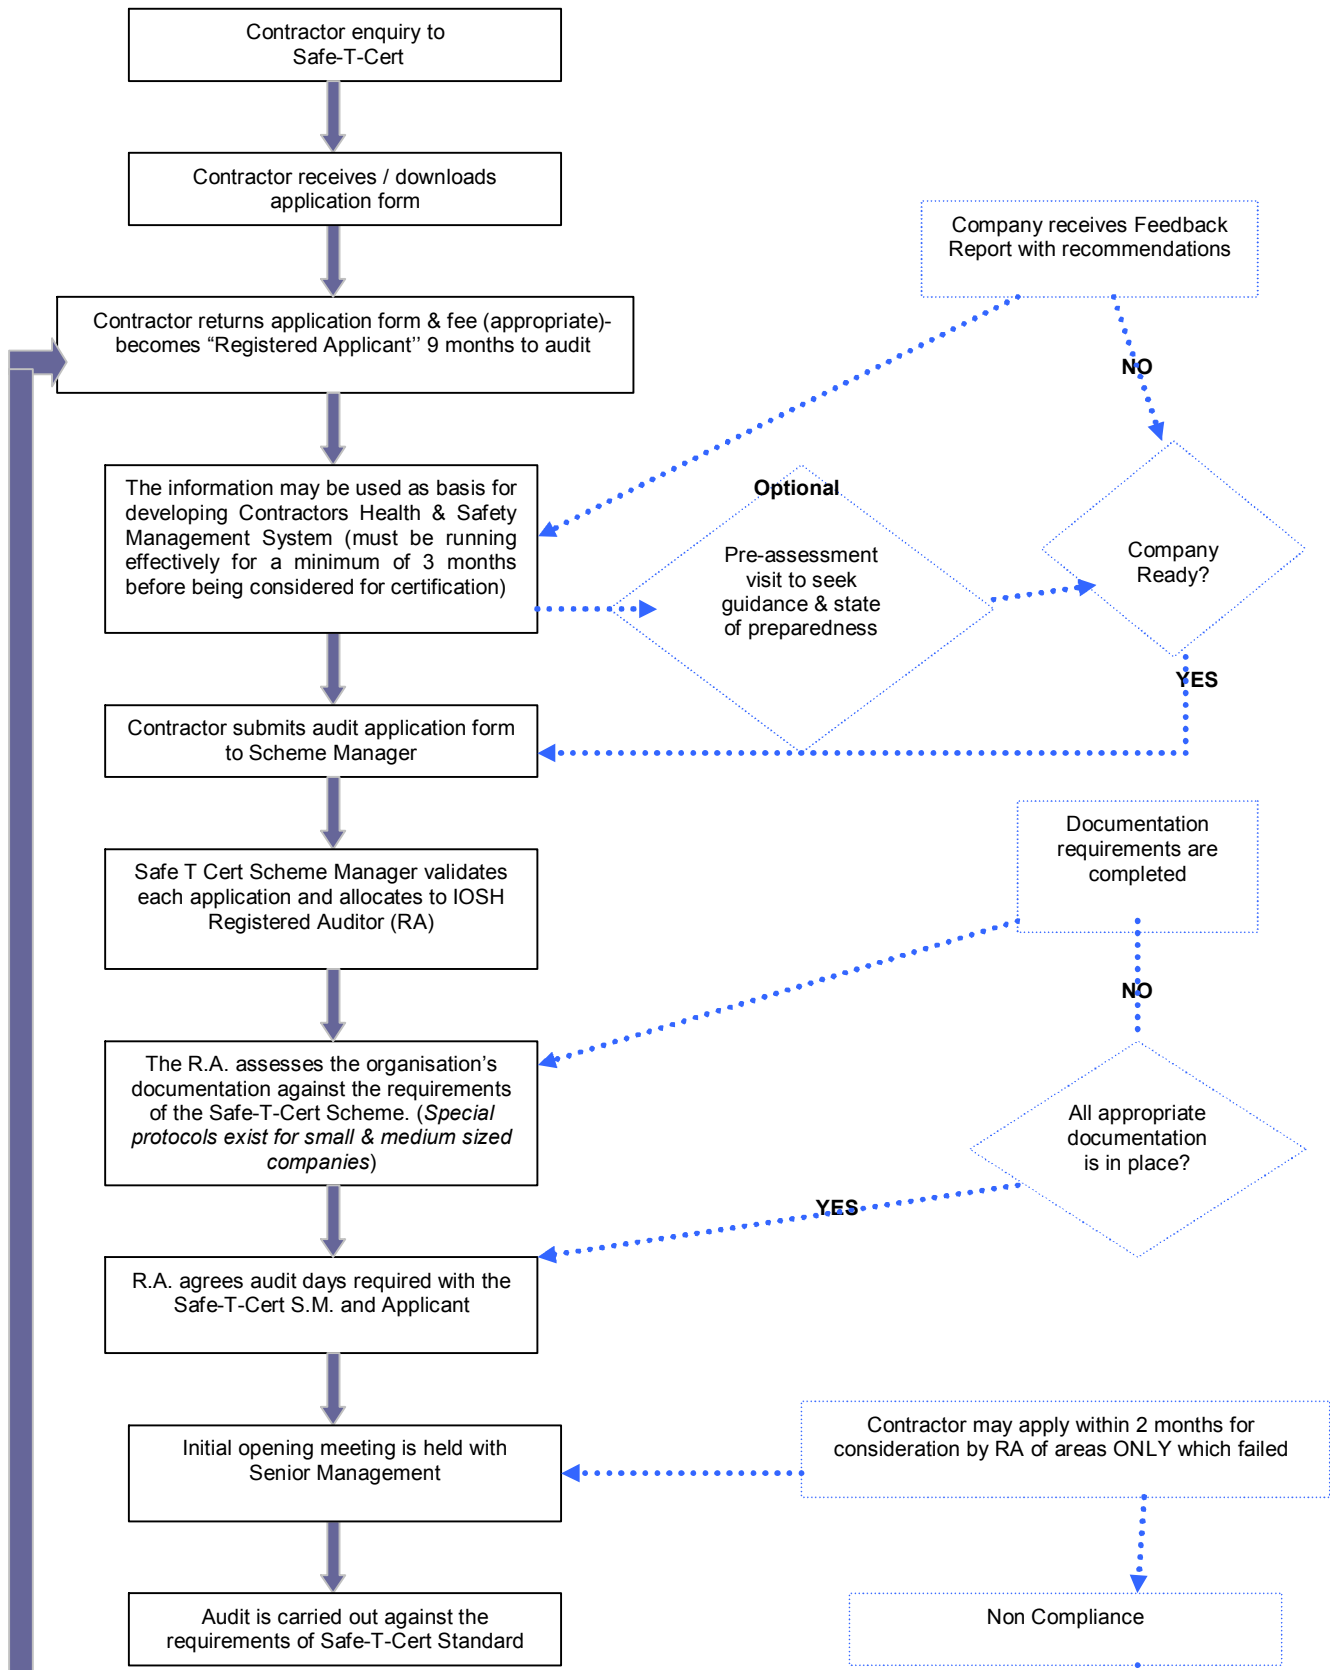 Contractor enquiry to
Safe-T-Cert
Contractor receives / downloads
application form
Company receives Feedback
Report with recommendations
Contractor returns application form & fee (appropriate)-
becomes “Registered Applicant’’ 9 months to audit
NO
The information may be used as basis for
developing Contractors Health & Safety
Management System (must be running
effectively for a minimum of 3 months
before being considered for certification)
Optional
Pre-assessment
visit to seek
guidance & state
of preparedness
Company
Ready?
YES
Contractor submits audit application form
to Scheme Manager
Safe T Cert Scheme Manager validates
each application and allocates to IOSH
Registered Auditor (RA)
Documentation
requirements are
completed
NO
The R.A. assesses the organisation’s
documentation against the requirements
of the Safe-T-Cert Scheme. (Special
protocols exist for small & medium sized
companies)
All appropriate
documentation
is in place?
YES
R.A. agrees audit days required with the
Safe-T-Cert S.M. and Applicant
Initial opening meeting is held with
Senior Management
Contractor may apply within 2 months for
consideration by RA of areas ONLY which failed
Audit is carried out against the
requirements of Safe-T-Cert Standard
Non Compliance